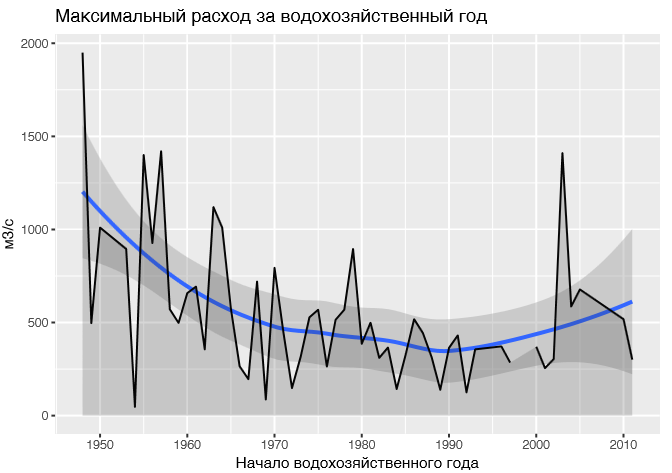 Максимальный расход за водохозяйственный год
2000
1500
1000
500
0
м3/с
1950 1960 1970 1980 1990 2000 2010
Начало водохозяйственного года